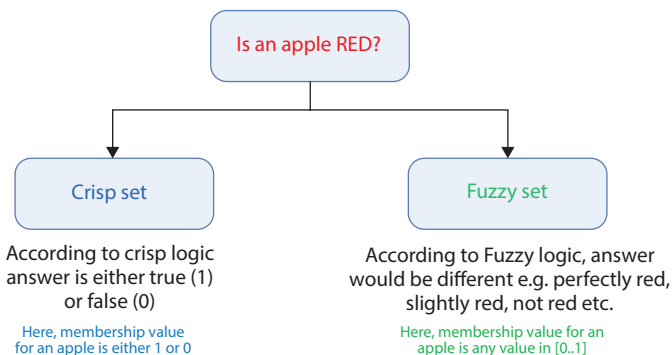 Is an apple RED?
Crisp set
Fuzzy set
According to crisp logic
answer is either true (1)
or false (0)
Here, membership value
for an apple is either 1 or 0
According to Fuzzy logic, answer
would be different e.g. perfectly red,
slightly red, not red etc.
Here, membership value for an
apple is any value in [0..1]